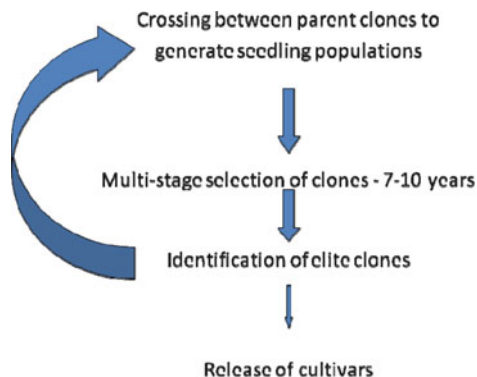 Crossing between parent clones to
generate seedling populations
Multi-stage selection of clones - 7-10 years
Identification of elite clones
Release of cultivars